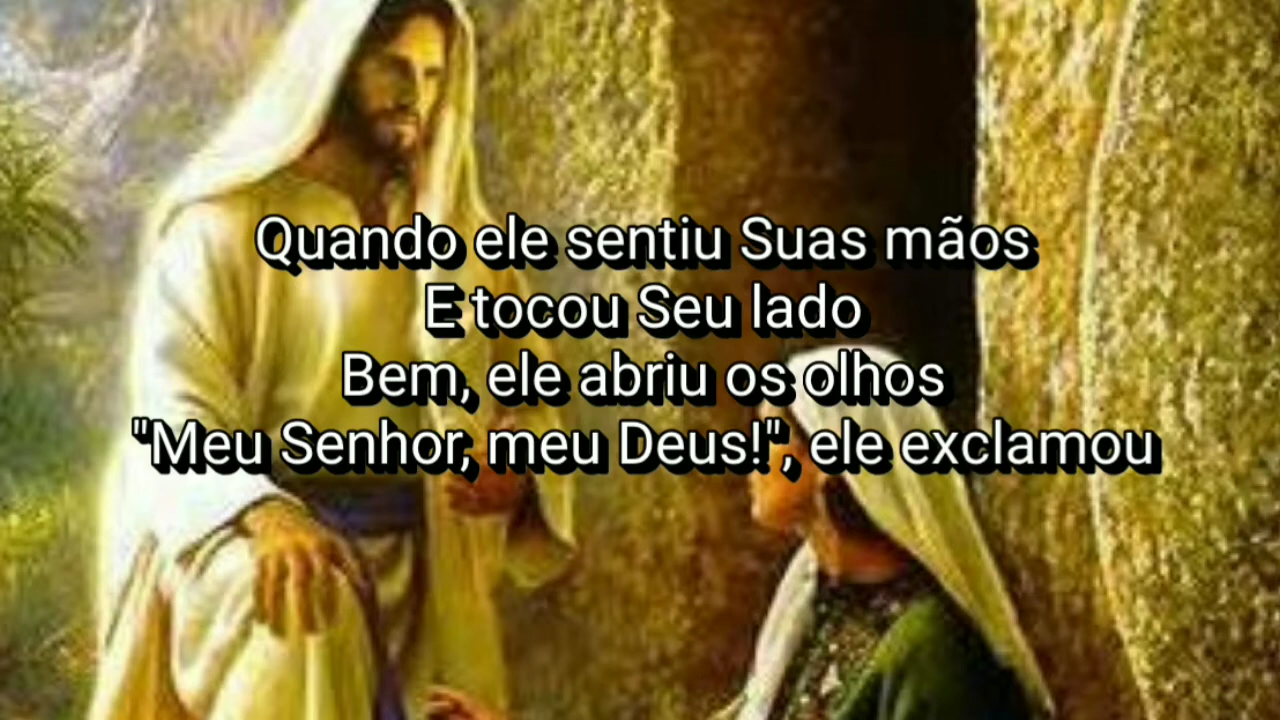 Quando ele sentiu Suas mãos
E tocou Seu lado
Bem, ele abriu os olhos
"Meu Senhor, meu Deus!", ele exclamou